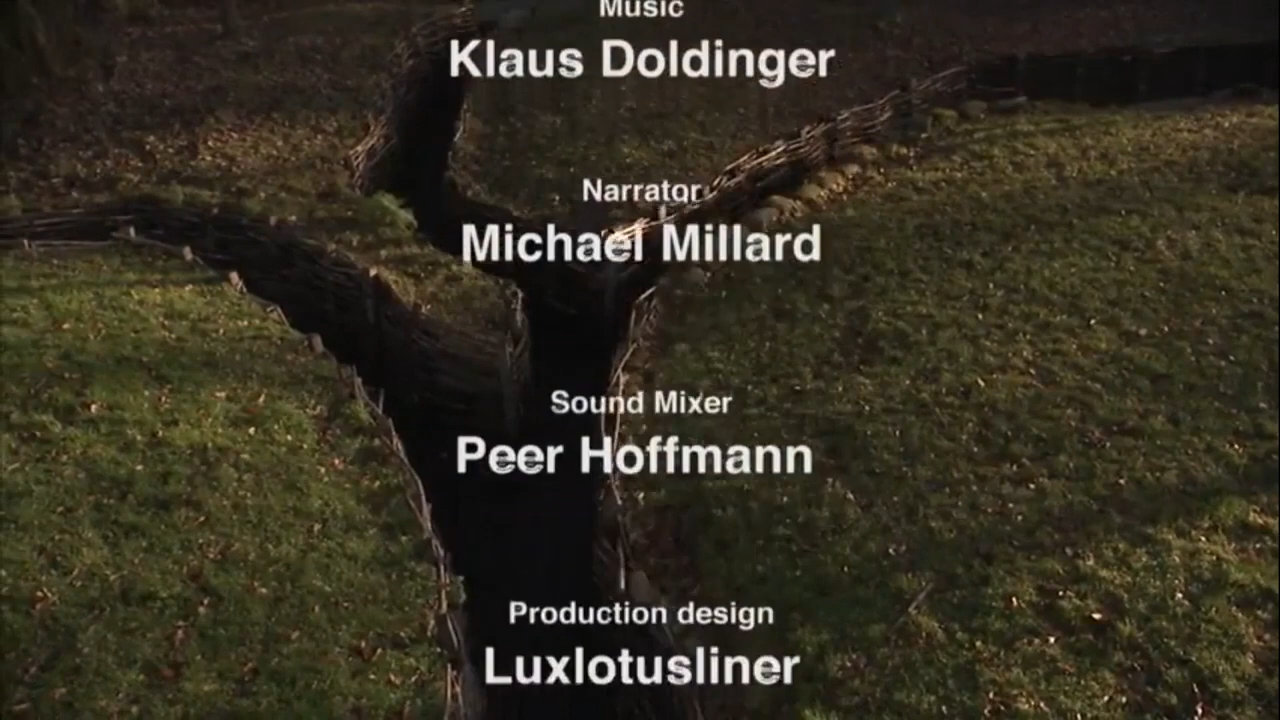 Music
Klaus Doldinger
Narrator
Michael Millard
Sound Mixer
Peer Hoffmann
Production design
Luxlotusliner